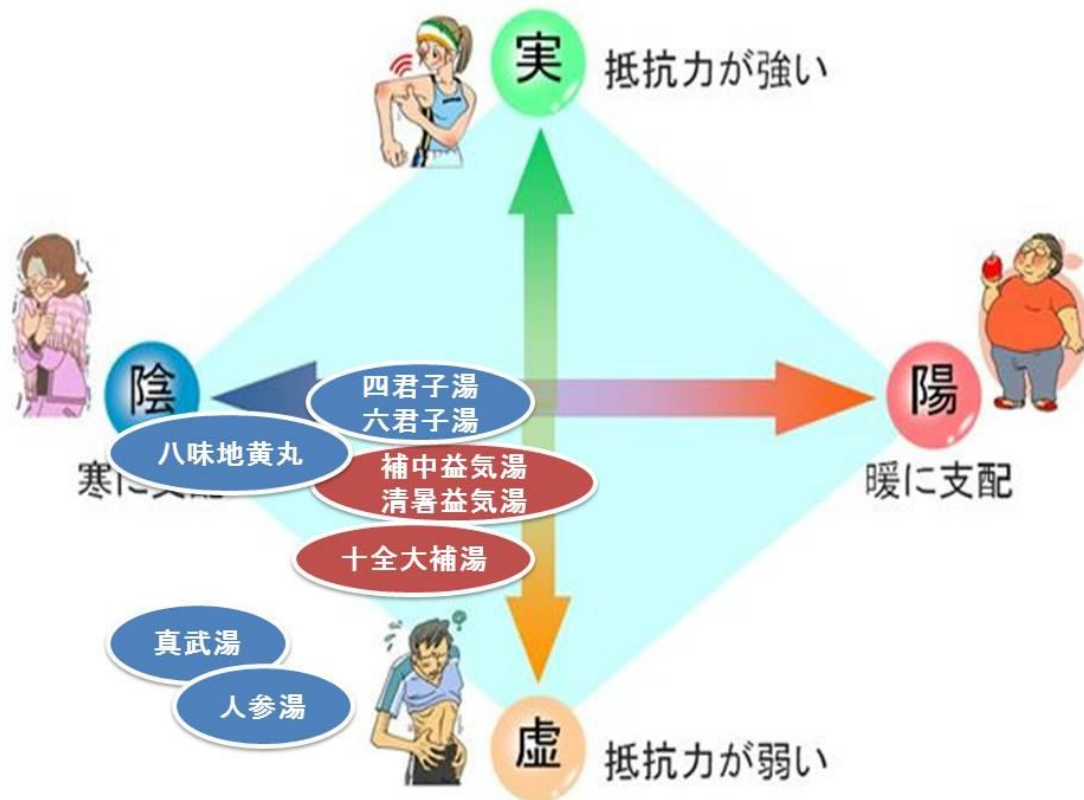 実
抵抗力が強い
陰
陽
四君子湯
六君子湯
八味地黄丸
寒に支配
暖に支配
補中益気湯
清暑益気湯
十全大補湯
真武湯
人参湯
虚
抵抗力が弱い